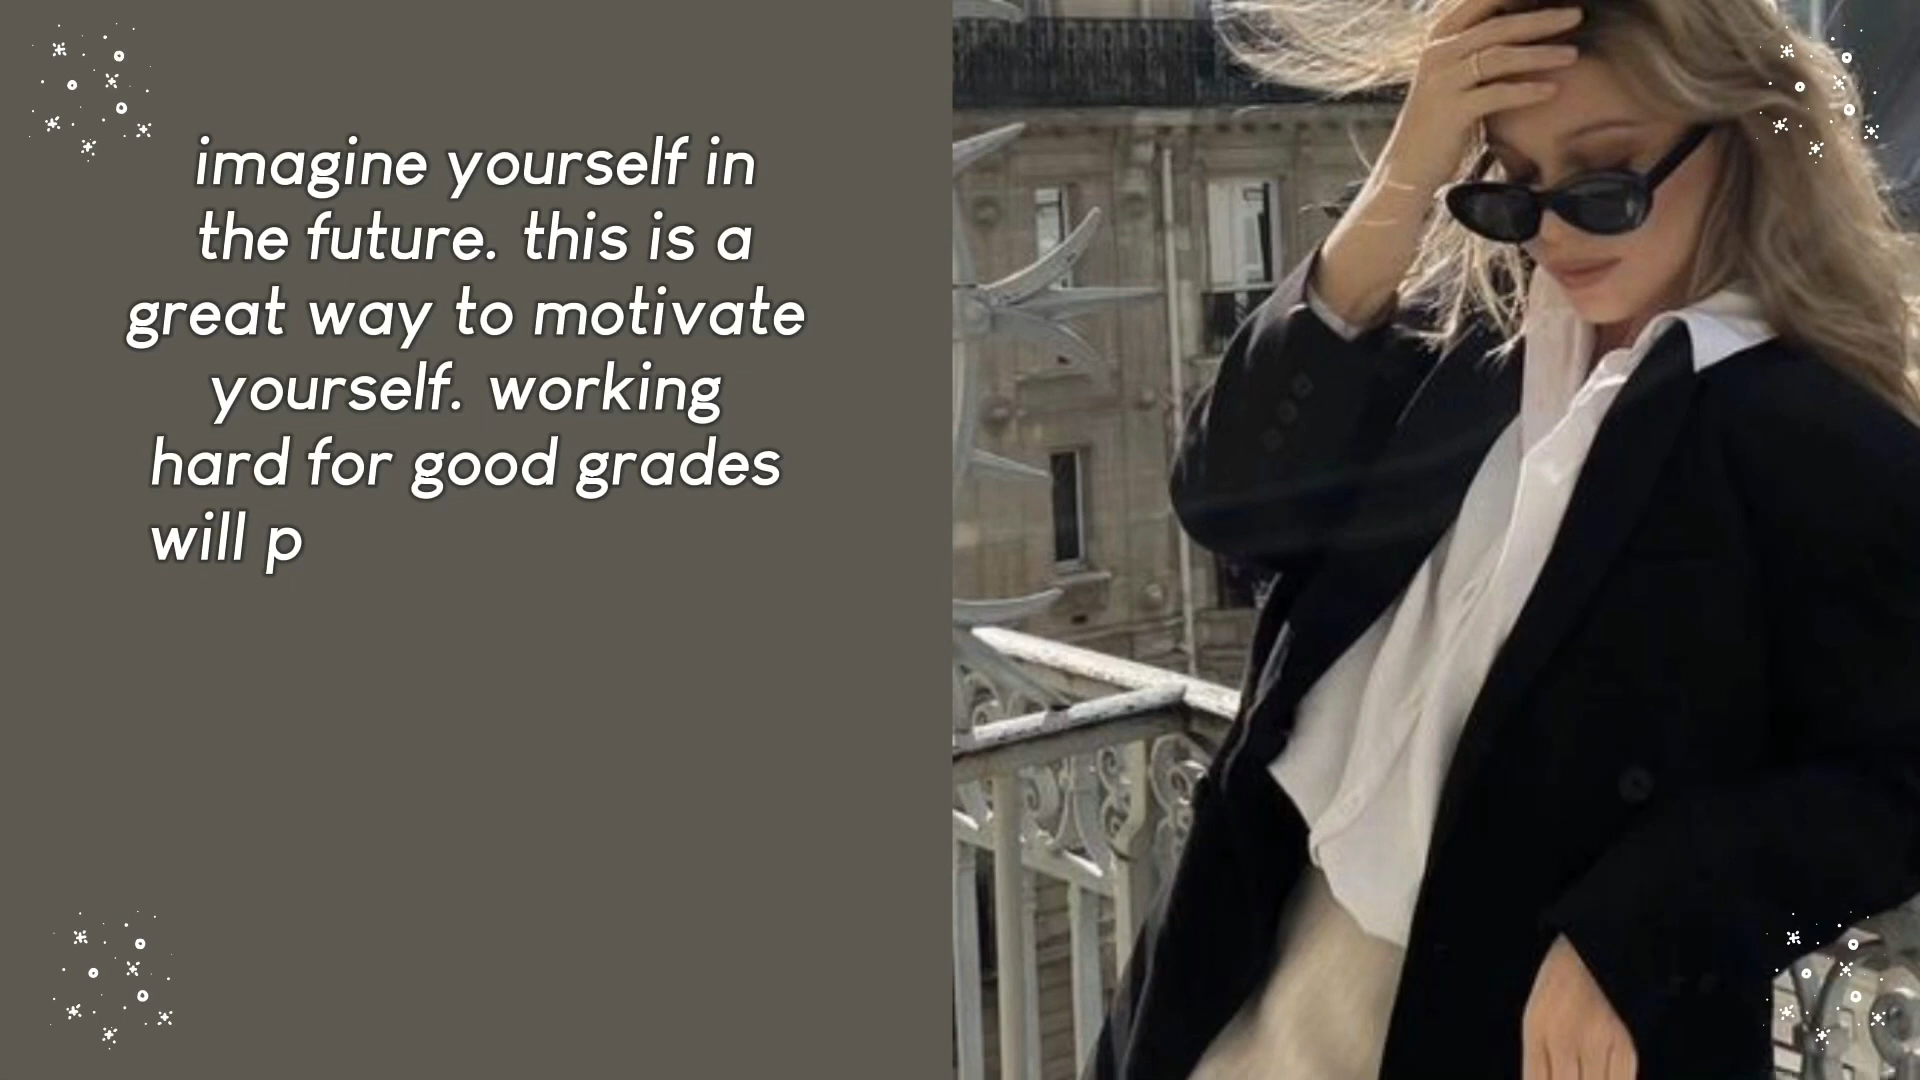 imagine yourself in
the future. this is a
great way to motivate
yourself. working
hard for good grades
will p